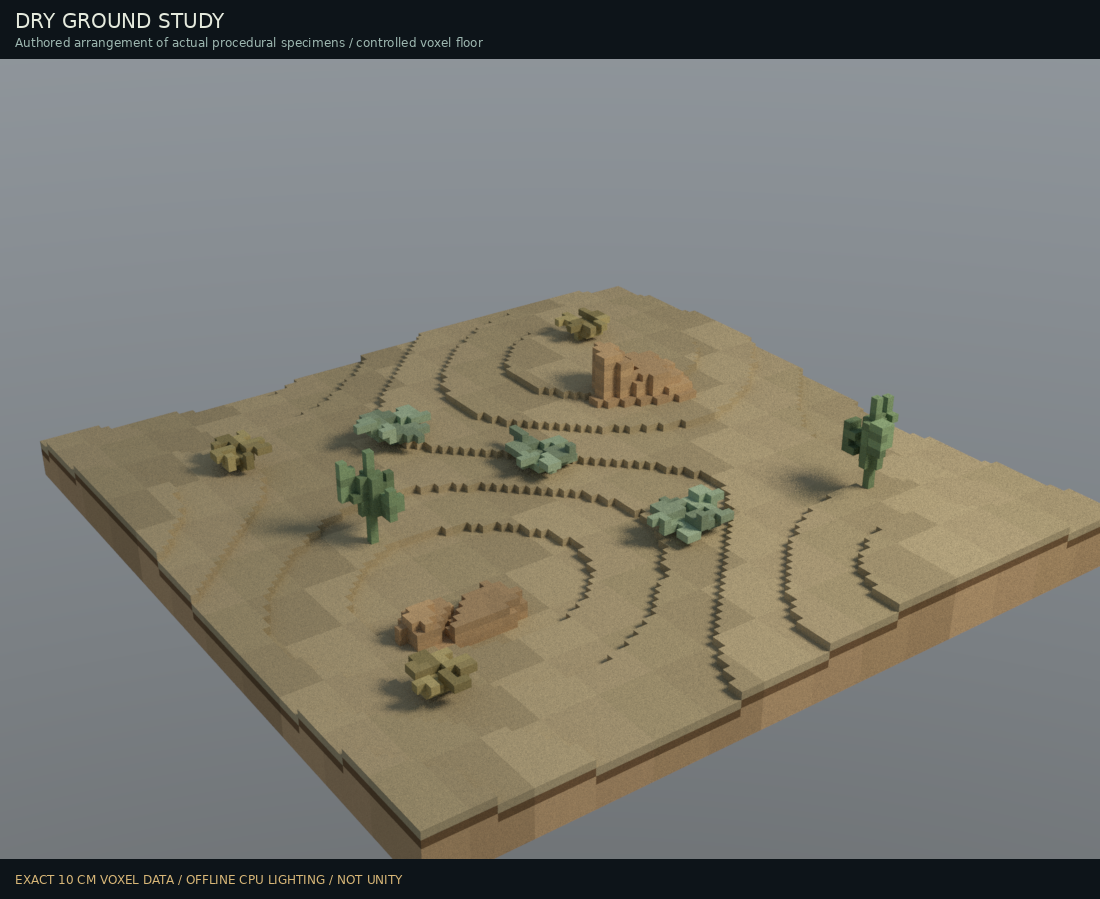 DRY GROUND STUDY
Authored arrangement of actual procedural specimens / controlled voxel floor
EXACT 10 CM VOXEL DATA / OFFLINE CPU LIGHTING / NOT UNITY